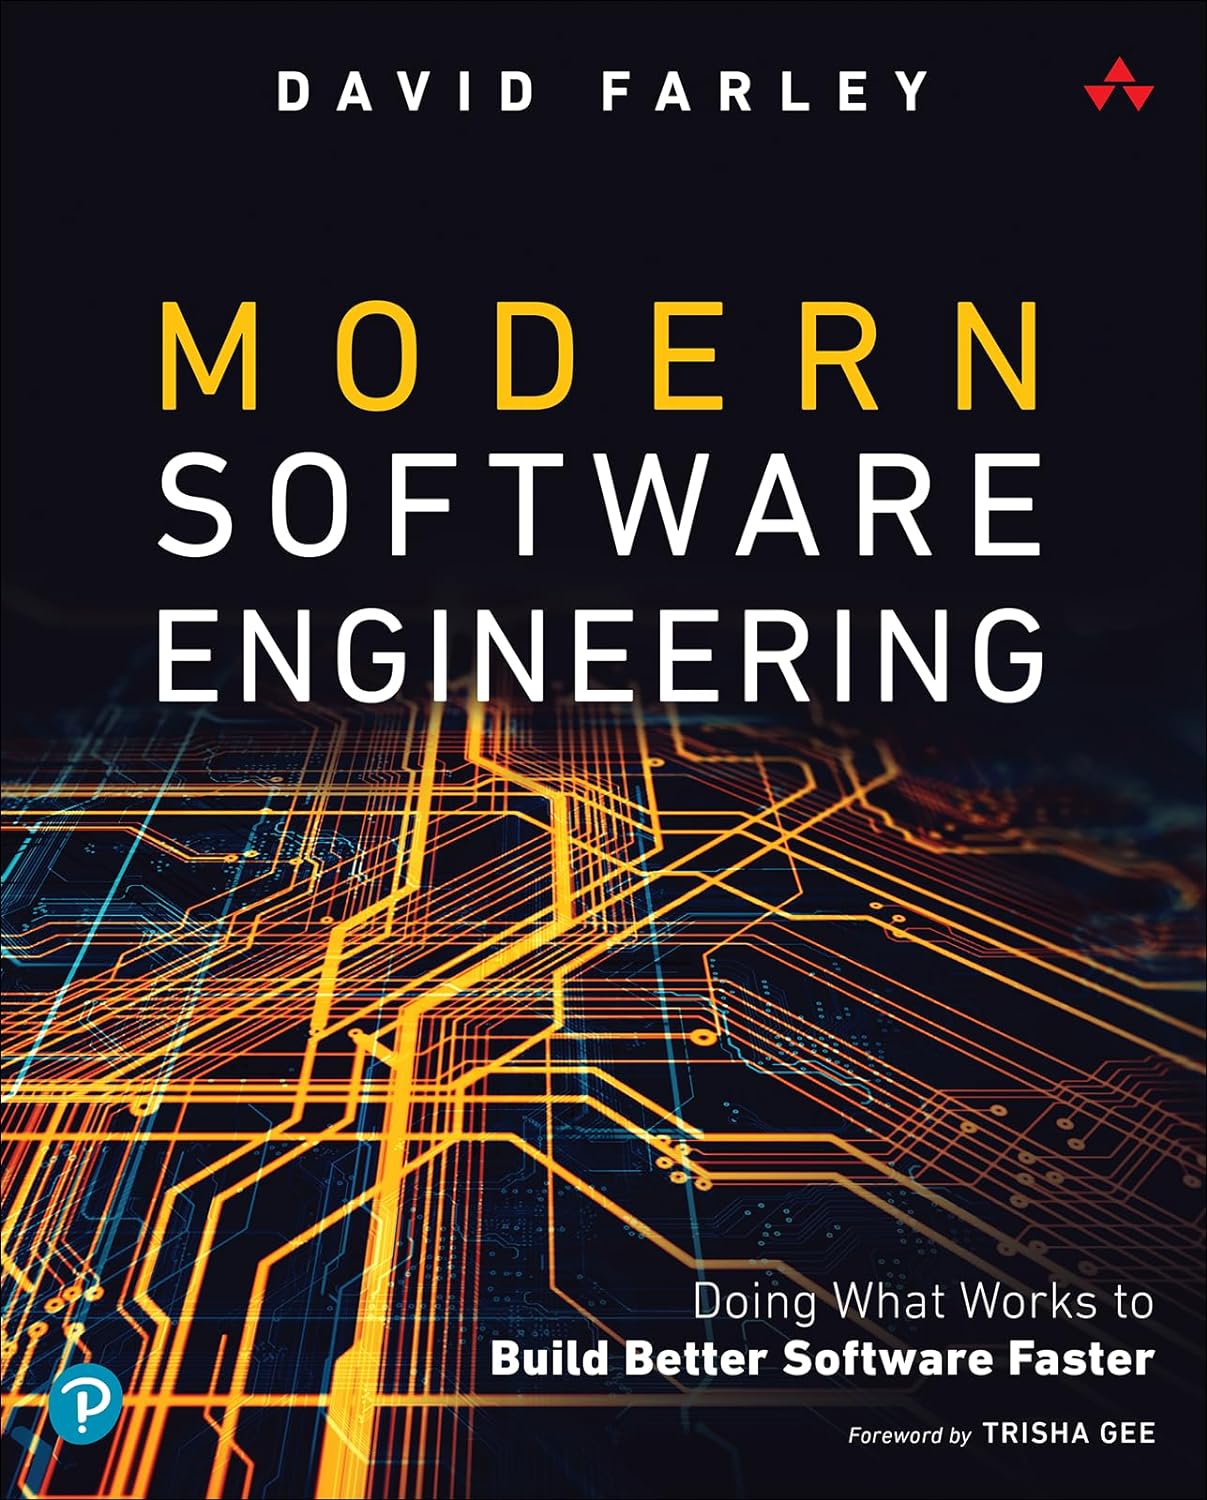 DAVID FARLEY
MODERN
SOFTWARE
ENGINEERING
Doing What Works to
Build Better Software Faster
Foreword by TRISHA GEE
P